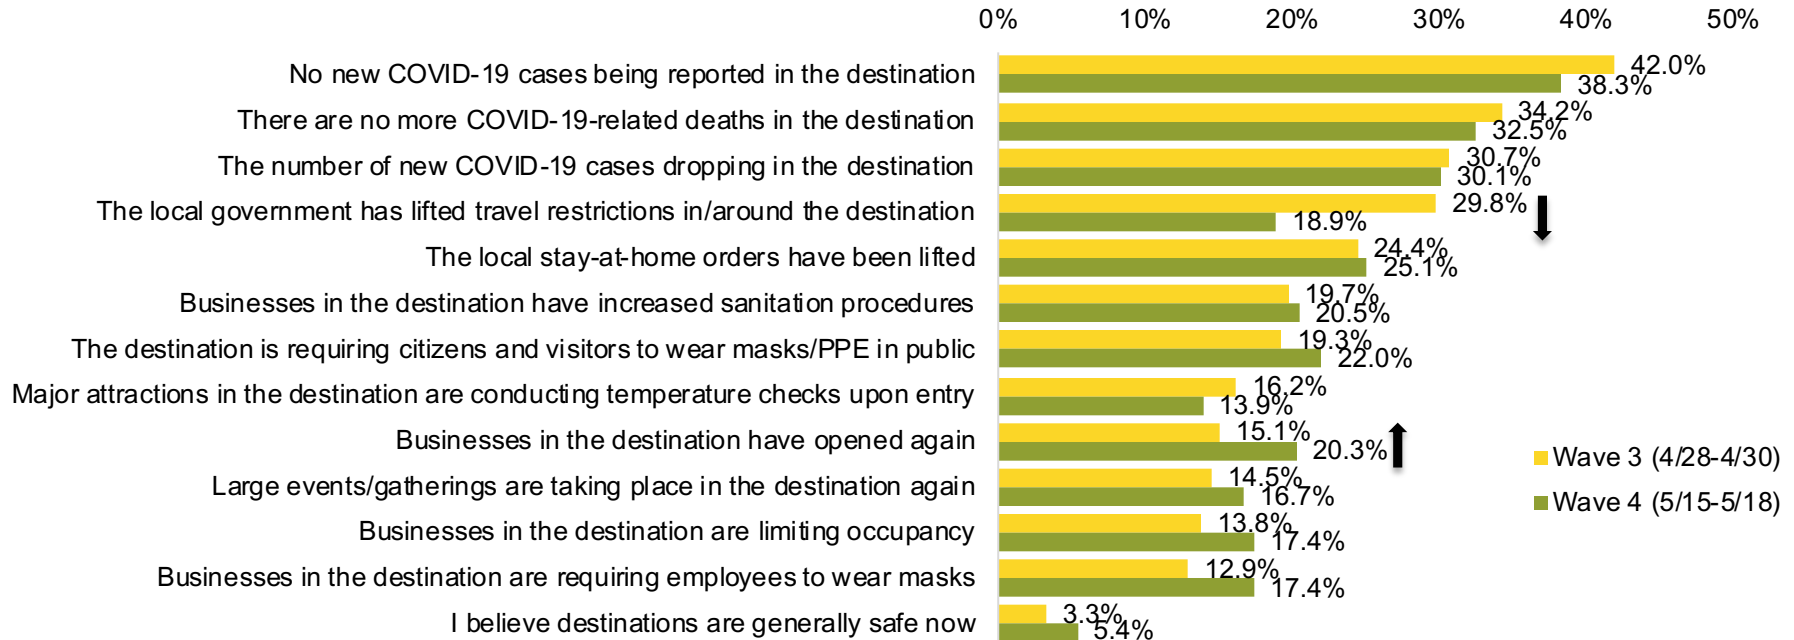 0% 10% 20% 30% 40% 50%
No new COVID-19 cases being reported in the destination 42.0%
38.3%
There are no more COVID-19-related deaths in the destination 34.2%
32.5%
The number of new COVID-19 cases dropping in the destination 30.7%
30.1%
The local government has lifted travel restrictions in/around the destination 29.8%
18.9%
The local stay-at-home orders have been lifted 24.4%
25.1%
Businesses in the destination have increased sanitation procedures 19.7%
20.5%
The destination is requiring citizens and visitors to wear masks/PPE in public 19.3%
22.0%
Major attractions in the destination are conducting temperature checks upon entry 16.2%
13.9%
Businesses in the destination have opened again 15.1%
20.3%
Large events/gatherings are taking place in the destination again 14.5%
16.7%
Businesses in the destination are limiting occupancy 13.8%
17.4%
Businesses in the destination are requiring employees to wear masks 12.9%
17.4%
I believe destinations are generally safe now 3.3%
5.4%
Wave 3 (4/28-4/30)
Wave 4 (5/15-5/18)